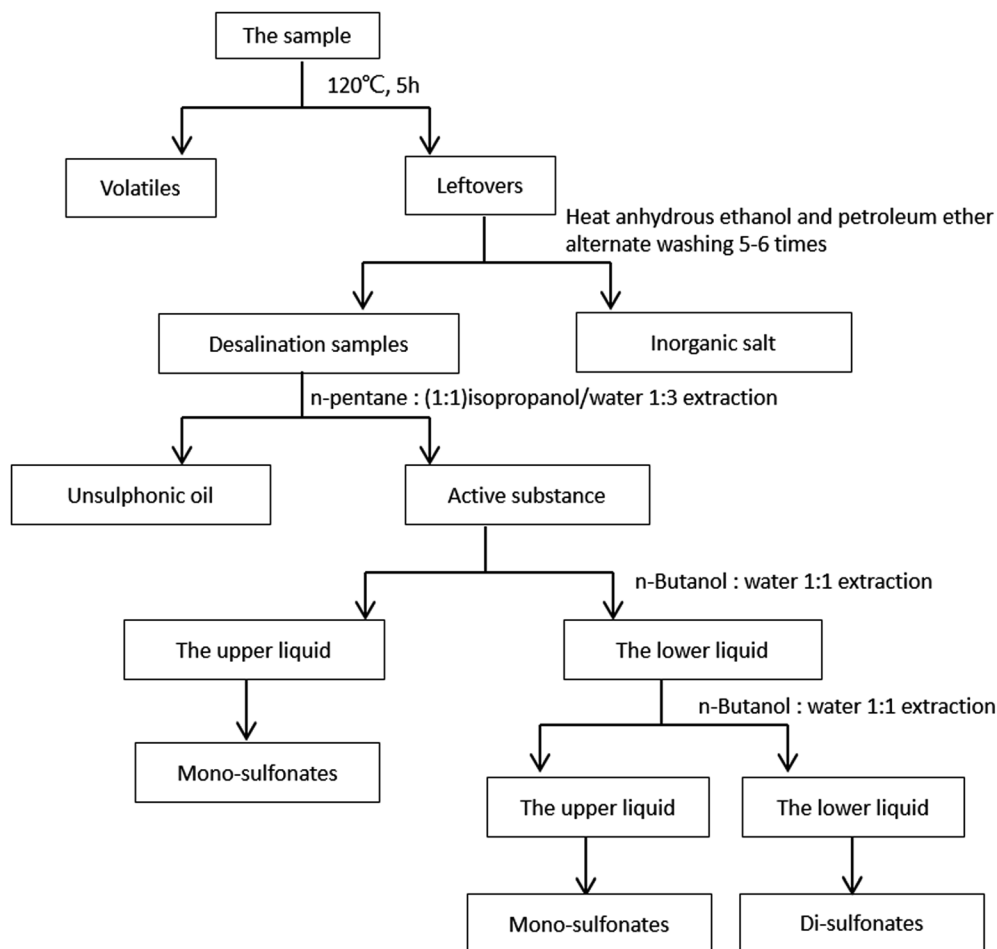 The sample
120℃, 5h
Volatiles
Leftovers
Heat anhydrous ethanol and petroleum ether
alternate washing 5-6 times
Desalination samples
Inorganic salt
n-pentane : (1:1)isopropanol/water 1:3 extraction
Unsulphonic oil
Active substance
n-Butanol : water 1:1 extraction
The upper liquid
The lower liquid
n-Butanol : water 1:1 extraction
Mono-sulfonates
The upper liquid
The lower liquid
Mono-sulfonates
Di-sulfonates